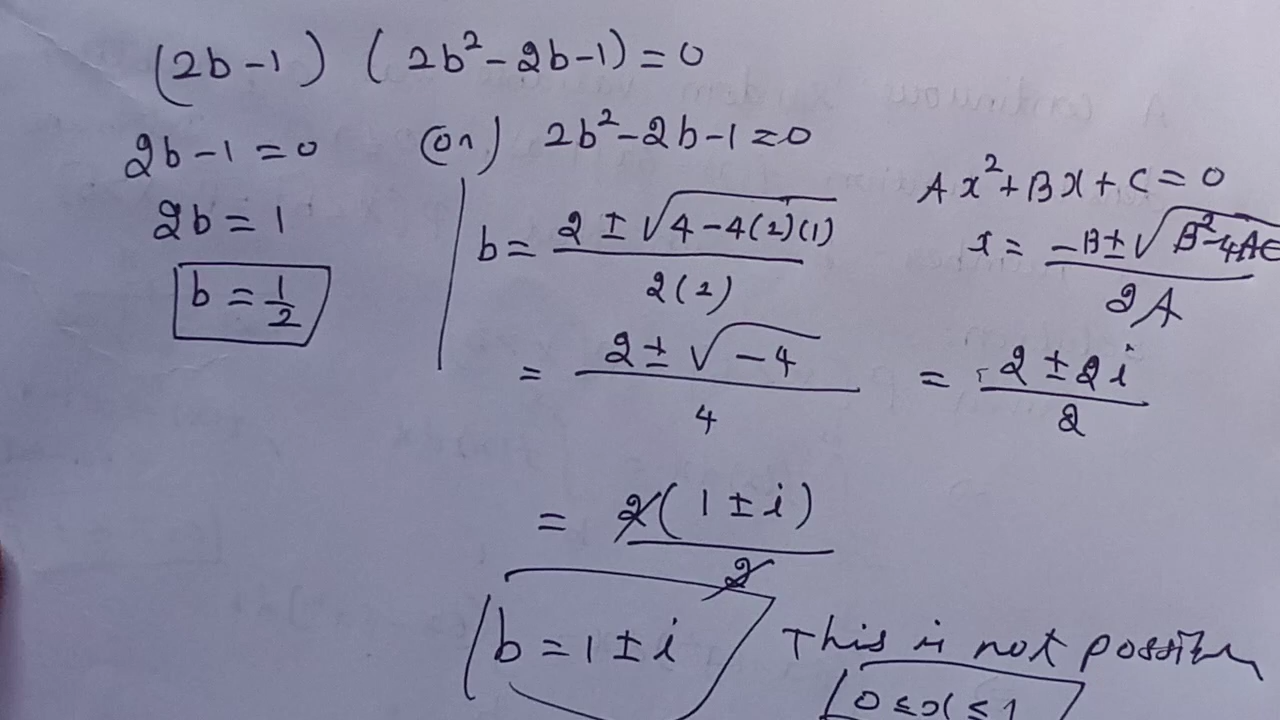 (2b-1) (2b²-2b-1)=0
2b-1=0 (or) 2b²-2b-1=0
2b=1
b=1/2
b= (2±√4-4(2)(1))/2(2)
Ax²+Bx+C=0
x= (-B±√B²-4AC)/2A
= (2±√-4)/4 = (2±2i)/2
= 2(1±i)/2
b=1±i This is not possible
0≤x≤1